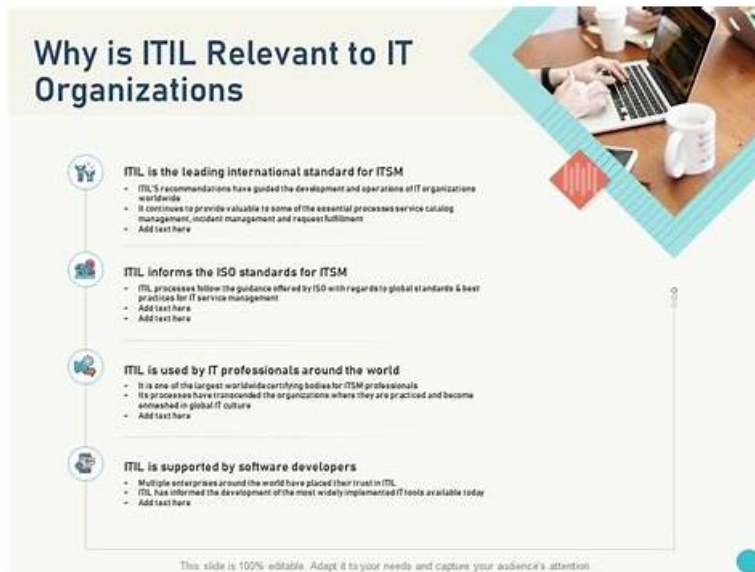 Why is ITIL Relevant to IT
Organizations
ITIL is the leading international standard for ITSM
• ITIL'S recommendations have guided the development and operations of IT organizations
worldwide
• It continues to provide valuable to some of the essential processes service catalog
management, incident management and request fulfillment
• Add text here
ITIL informs the ISO standards for ITSM
• ITIL processes follow the guidance offered by ISO with regards to global standards & best
practices for IT service management
• Add text here
• Add text here
ITIL is used by IT professionals around the world
• It is one of the largest worldwide certifying bodies for ITSM professionals
• Its processes have transcended the organizations where they are practiced and become
enmeshed in global IT culture
• Add text here
ITIL is supported by software developers
• Multiple enterprises around the world have placed their trust in ITIL
• ITIL has informed the development of the most widely implemented IT tools available today
• Add text here
This slide is 100% editable. Adapt it to your needs and capture your audience's attention.